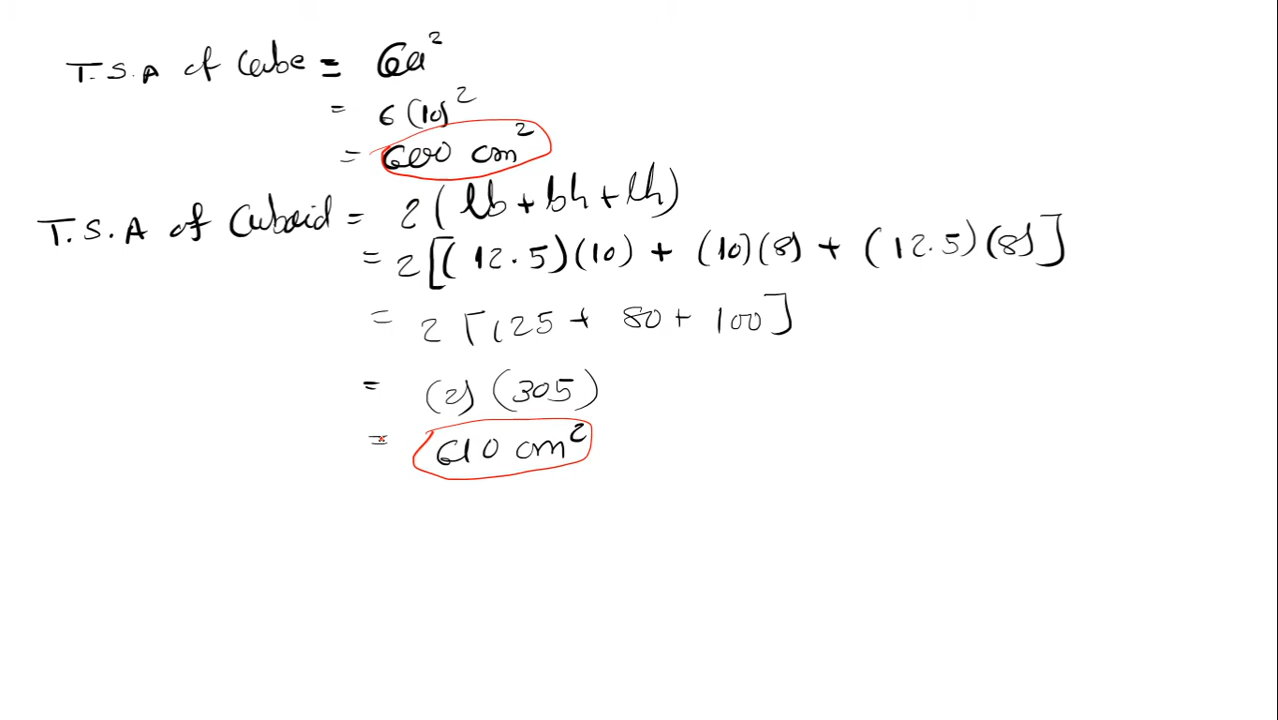 T.S.A of Cube = 6a²
= 6(10)²
= 600 cm²
T.S.A of Cuboid = 2(lb+bh+lh)
= 2[(12.5)(10) + (10)(8) + (12.5)(8)]
= 2[125 + 80 + 100]
= (2)(305)
= 610 cm²